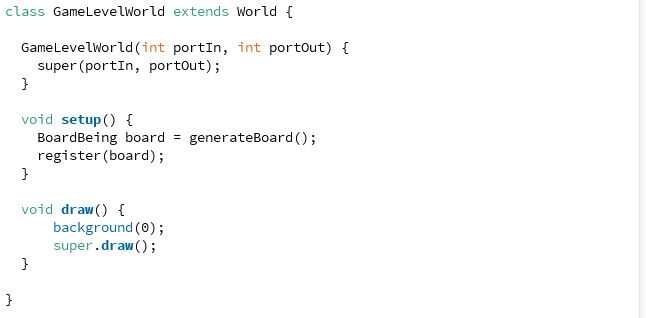 class GameLevelWorld extends World {
GameLevelWorld(int portIn, int portOut) {
super(portIn, portOut);
}
void setup() {
BoardBeing board = generateBoard();
register(board);
}
void draw() {
background(0);
super.draw();
}
}